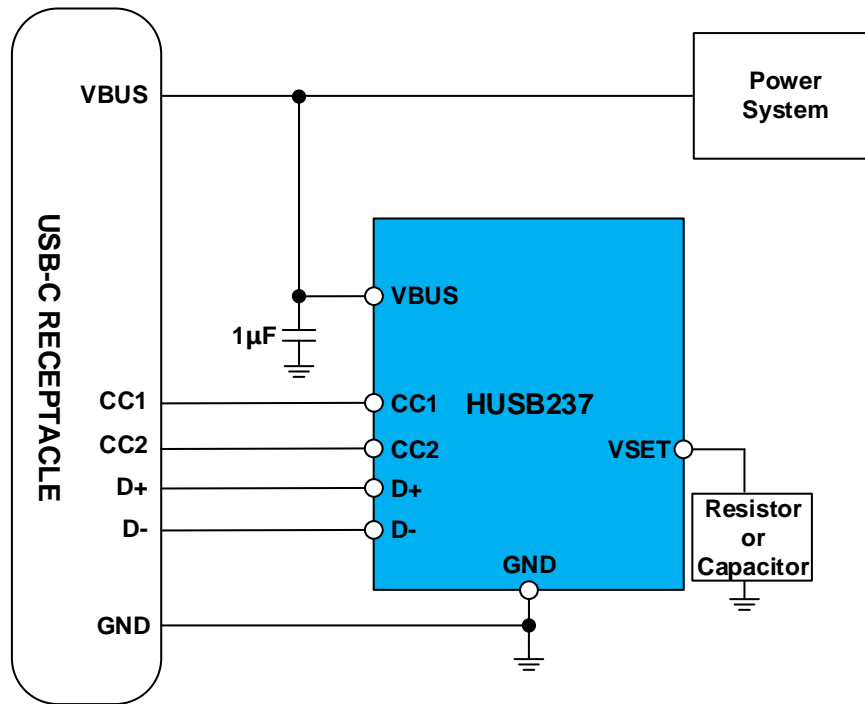 VBUS
Power
System
USB-C RECEPTACLE
VBUS
1µF
CC1
CC1
HUSB237
CC2
CC2
VSET
D+
D+
D-
D-
Resistor
or
Capacitor
GND
GND